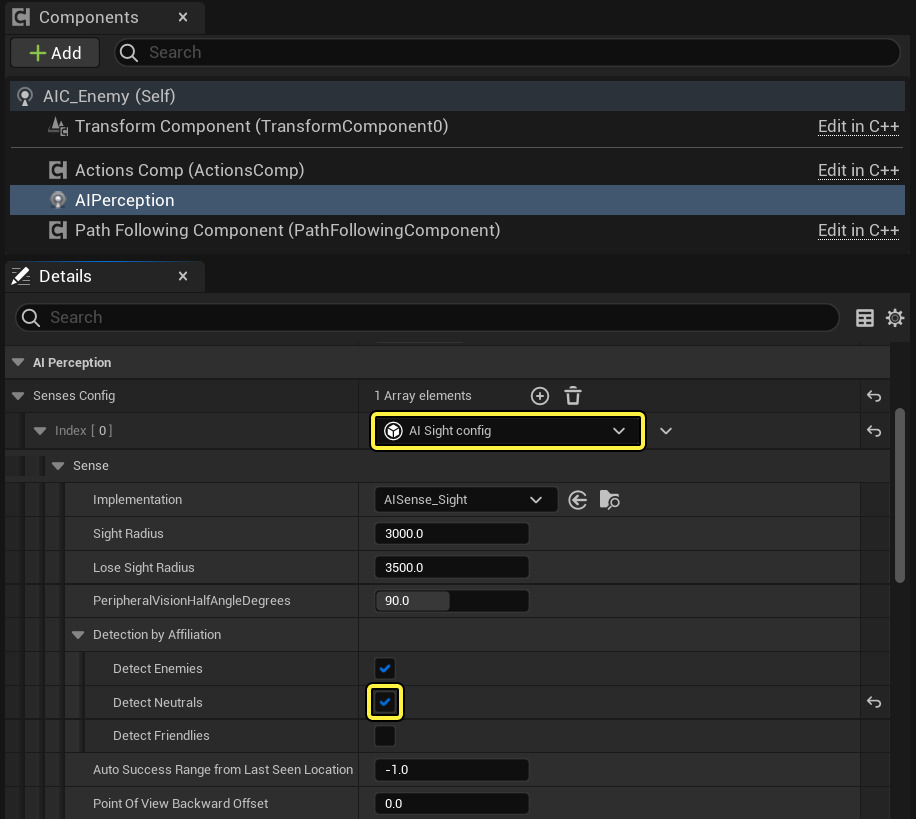 Components
Add
Search
AIC_Enemy (Self)
Transform Component (TransformComponent0) Edit in C++
Actions Comp (ActionsComp) Edit in C++
AIPerception
Path Following Component (PathFollowingComponent) Edit in C++
Details
Search
AI Perception
Senses Config 1 Array elements
Index [ 0 ] AI Sight config
Sense
Implementation AISense_Sight
Sight Radius 3000.0
Lose Sight Radius 3500.0
PeripheralVisionHalfAngleDegrees 90.0
Detection by Affiliation
Detect Enemies
Detect Neutrals
Detect Friendlies
Auto Success Range from Last Seen Location -1.0
Point Of View Backward Offset 0.0